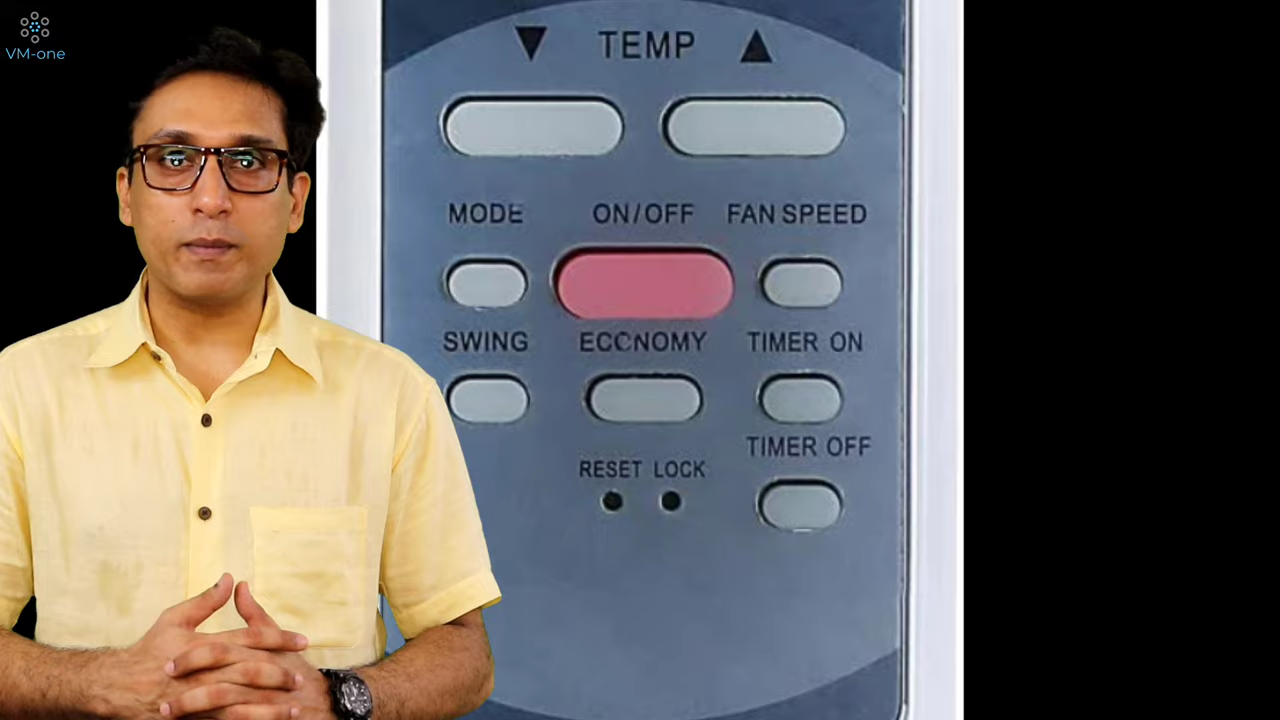 VM-one
▼ TEMP ▲
MODE ON/OFF FAN SPEED
SWING ECONOMY TIMER ON
TIMER OFF
RESET LOCK